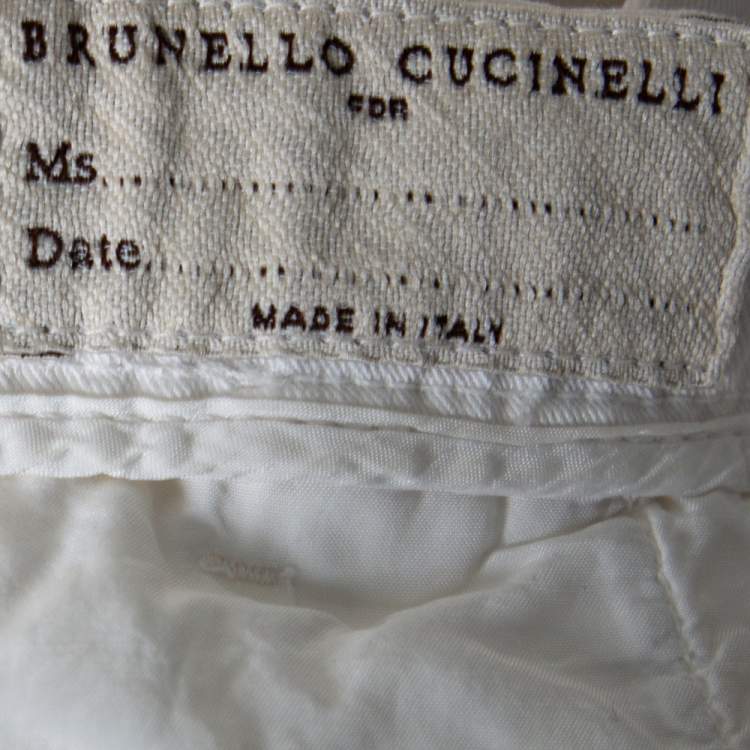 BRUNELLO CUCINELLI
FOR
Ms.......................................
Date.....................................
MADE IN ITALY